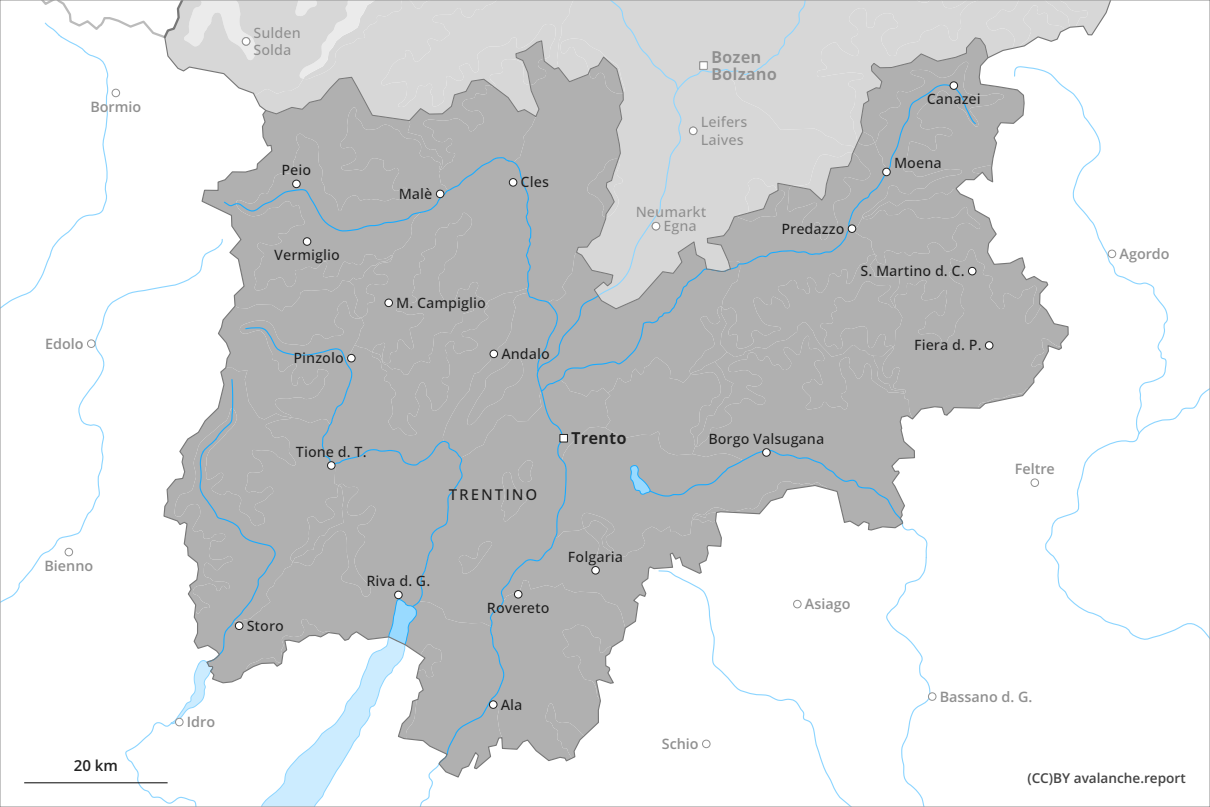 Sulden
Solda
Bozen
Bolzano
Bormio
Canazei
Leifers
Laives
Moena
Peio
Malè
Cles
Neumarkt
Egna
Predazzo
Vermiglio
Agordo
S. Martino d. C.
M. Campiglio
Edolo
Fiera d. P.
Pinzolo
Andalo
Trento
Borgo Valsugana
Tione d. T.
Feltre
TRENTINO
Folgaria
Bienno
Riva d. G.
Rovereto
Asiago
Storo
Bassano d. G.
Ala
Idro
Schio
20 km
(CC)BY avalanche.report